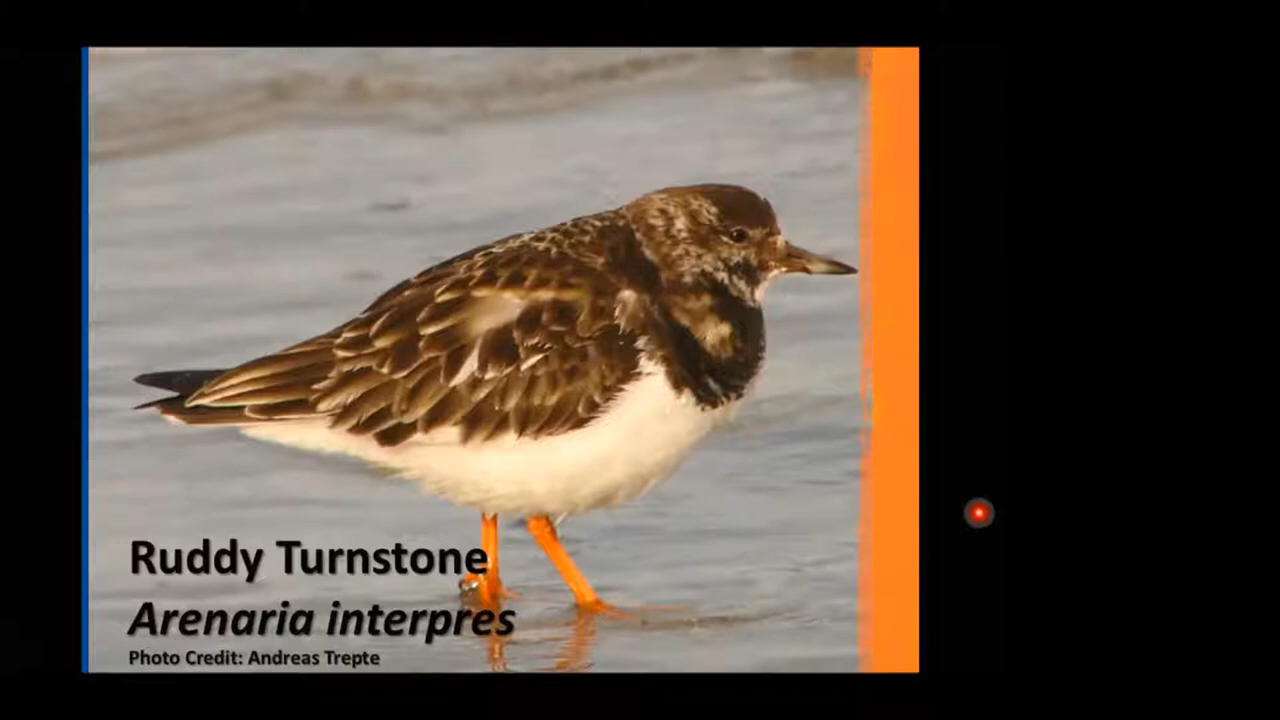 Ruddy Turnstone
Arenaria interpres
Photo Credit: Andreas Trepte